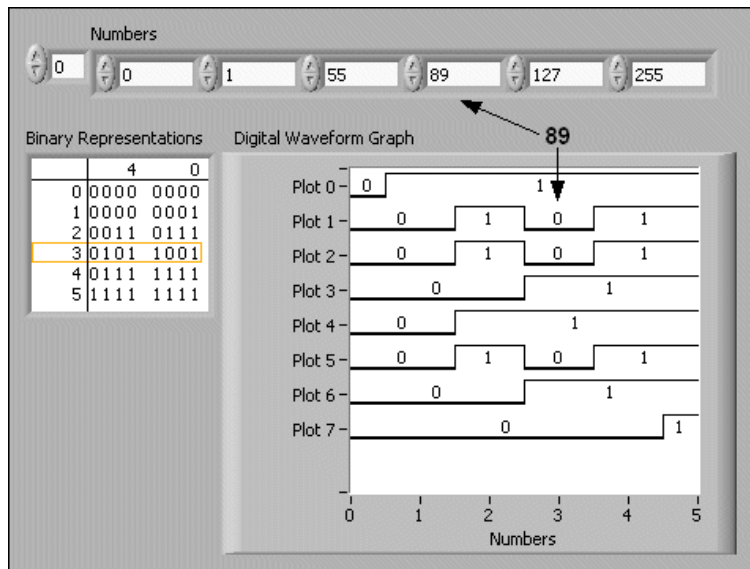 Numbers
0 0 1 55 89 127 255
Binary Representations
4 0
0 0000 0000
1 0000 0001
2 0011 0111
3 0101 1001
4 0111 1111
5 1111 1111
Digital Waveform Graph
89
Plot 0 0 1
Plot 1 0 1 0 1
Plot 2 0 1 0 1
Plot 3 0 1
Plot 4 0 1
Plot 5 0 1 0 1
Plot 6 0 1
Plot 7 0 1
0 1 2 3 4 5
Numbers